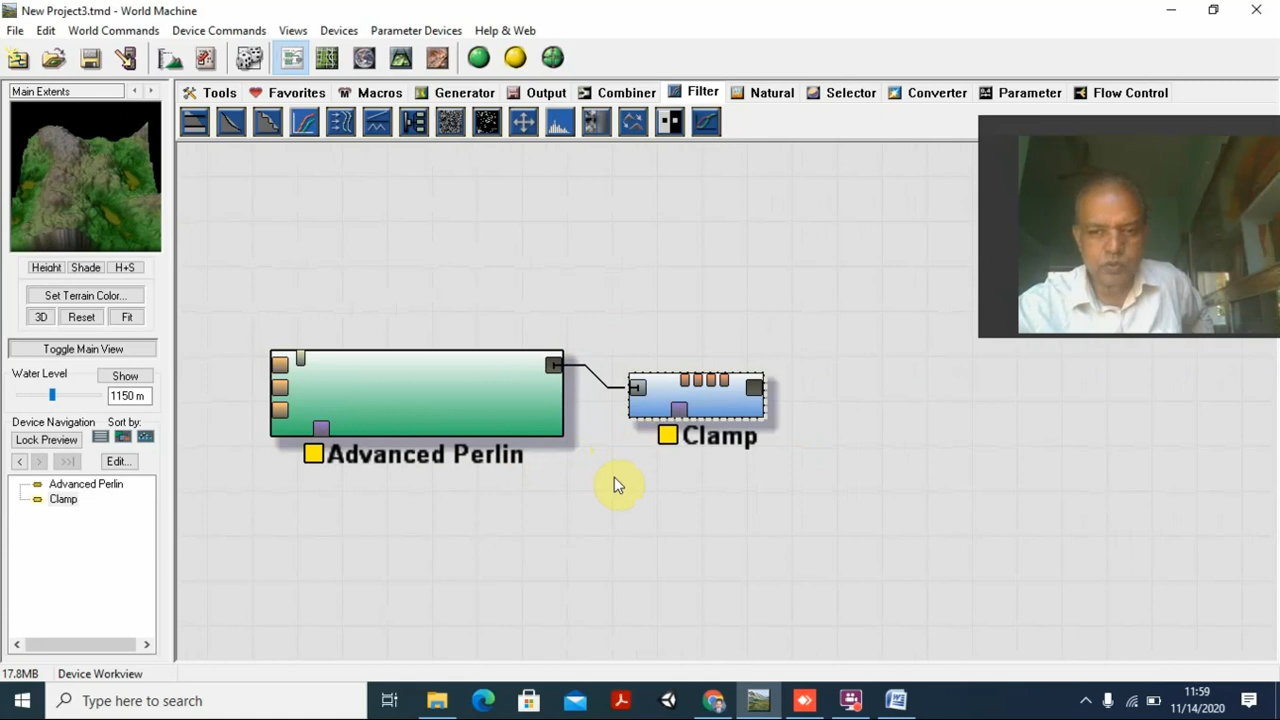 New Project3.tmd - World Machine
File Edit World Commands Device Commands Views Devices Parameter Devices Help & Web
Main Extents
Tools Favorites Macros Generator Output Combiner Filter Natural Selector Converter Parameter Flow Control
Height Shade H+S
Set Terrain Color...
3D Reset Fit
Toggle Main View
Water Level Show
1150 m
Device Navigation Sort by:
Lock Preview
< > >>| Edit...
Advanced Perlin
Clamp
Advanced Perlin
Clamp
17.8MB Device Workview
Type here to search
11:59
11/14/2020